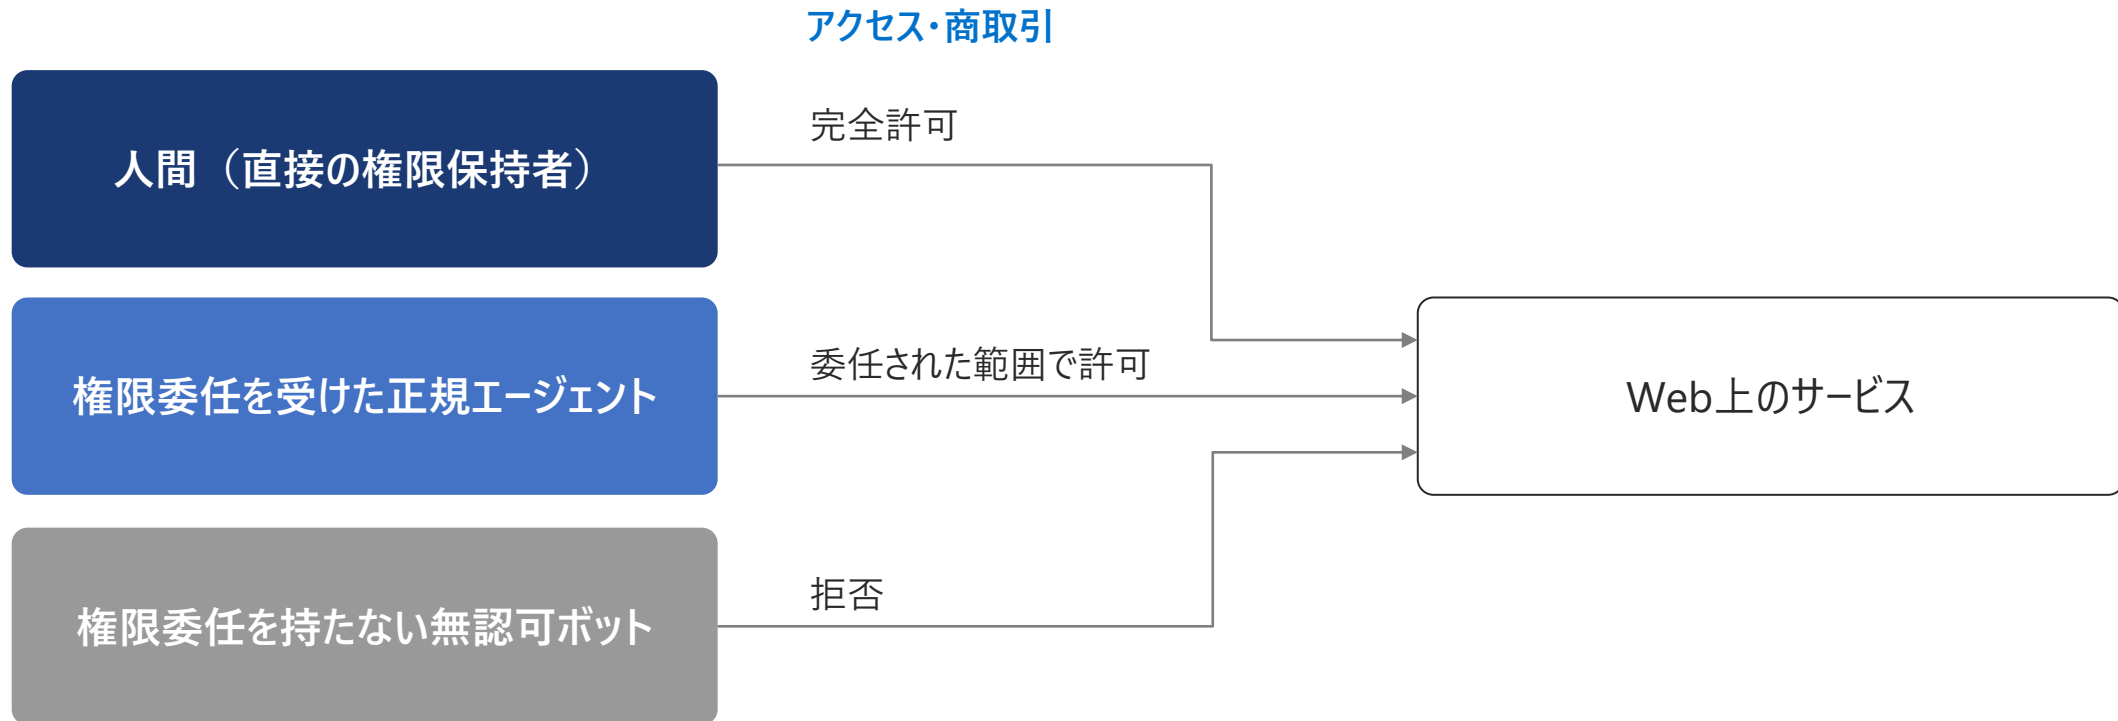 アクセス・商取引
人間（直接の権限保持者）
完全許可
権限委任を受けた正規エージェント
委任された範囲で許可
Web上のサービス
権限委任を持たない無認可ボット
拒否